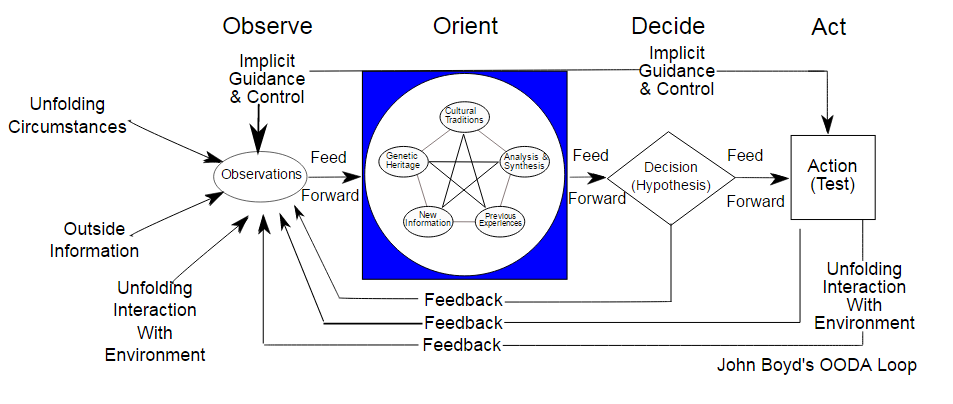 Observe
Orient
Decide
Act
Implicit
Guidance
& Control
Implicit
Guidance
& Control
Unfolding
Circumstances
Observations
Outside
Information
Unfolding
Interaction
With
Environment
Feed
Forward
Cultural
Traditions
Genetic
Heritage
Analysis &
Synthesis
New
Information
Previous
Experiences
Feed
Forward
Decision
(Hypothesis)
Feed
Forward
Action
(Test)
Unfolding
Interaction
With
Environment
Feedback
Feedback
Feedback
John Boyd's OODA Loop